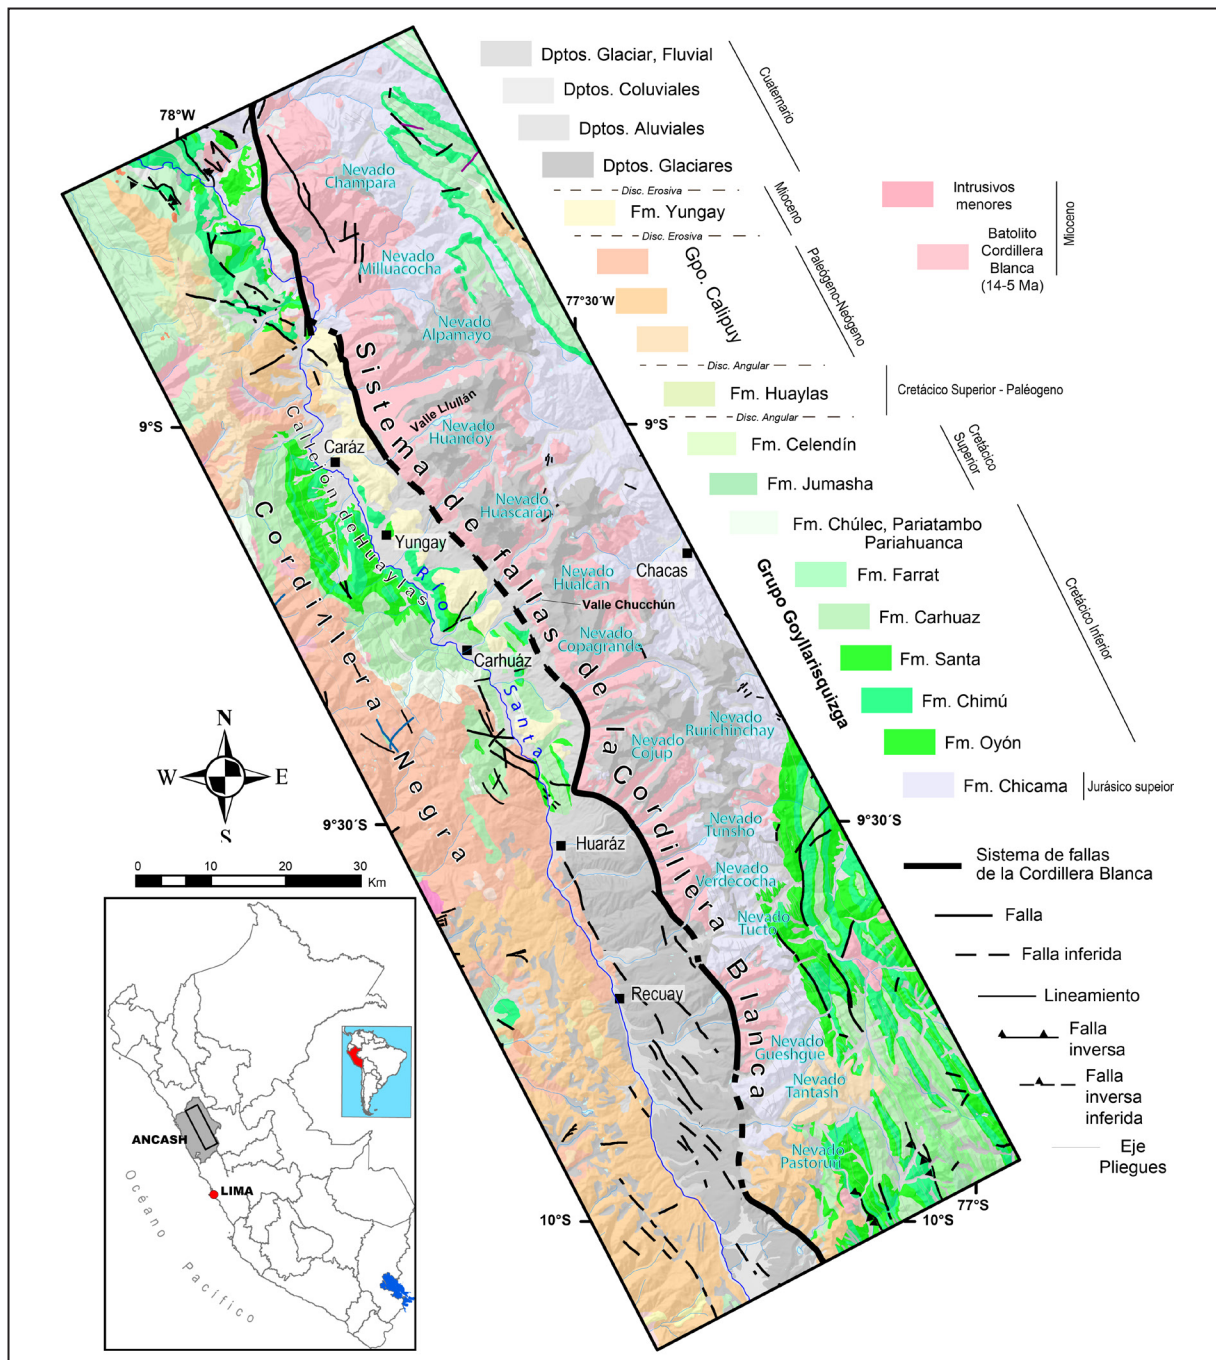 Dptos. Glaciar, Fluvial
Dptos. Coluviales
Dptos. Aluviales
Dptos. Glaciares
Cuaternario
Disc. Erosiva
Fm. Yungay
Mioceno
Disc. Erosiva
Gpo. Calipuy
Paleógeno-Neógeno
Disc. Angular
Fm. Huaylas
Cretácico Superior - Paléogeno
Disc. Angular
Fm. Celendín
Cretácico
Superior
Fm. Jumasha
Fm. Chúlec, Pariatambo
Pariahuanca
Fm. Farrat
Fm. Carhuaz
Fm. Santa
Fm. Chimú
Fm. Oyón
Grupo Goyllarisquizga
Cretácico Inferior
Fm. Chicama
Jurásico supeior
Intrusivos
menores
Batolito
Cordillera
Blanca
(14-5 Ma)
Mioceno
Sistema de fallas
de la Cordillera Blanca
Falla
Falla inferida
Lineamiento
Falla
inversa
Falla
inversa
inferida
Eje
Pliegues
78°W
77°30´W
9°S
9°S
9°30´S
9°30´S
10°S
10°S
77°S
Nevado
Champara
Nevado
Milluacocha
Nevado
Alpamayo
Valle Llullán
Nevado
Huandoy
Nevado
Huascarán
Nevado
Hualcán
Valle Chucchún
Nevado
Copagrande
Nevado
Rurichinchay
Nevado
Cojup
Nevado
Tunsho
Nevado
Verdecocha
Nevado
Tucto
Nevado
Gueshgue
Nevado
Tantash
Nevado
Pastoruri
Sistema de fallas de la Cordillera Blanca
Callejón de Huaylas
Cordillera Negra
Río Santa
Caráz
Yungay
Chacas
Carhuáz
Huaráz
Recuay
N
W
E
S
0 10 20 30
Km
ANCASH
LIMA
Océano Pacífico